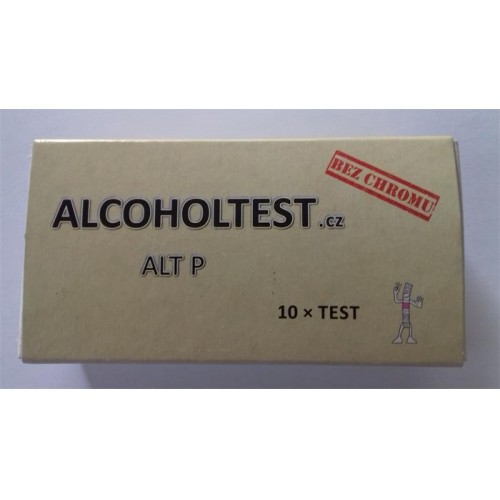 BEZ CHROMU
ALCOHOLTEST.cz
ALT P
10 × TEST